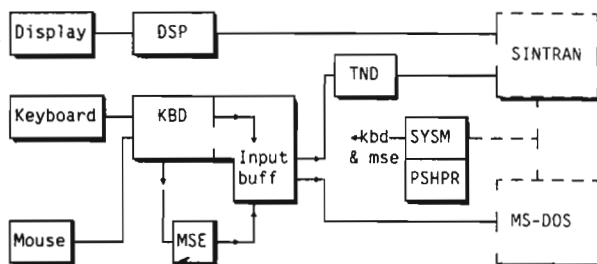 Display
DSP
SINTRAN
TND
Keyboard
KBD
Input
buff
kbd
& mse
SYSM
PSHPR
Mouse
MSE
MS-DOS